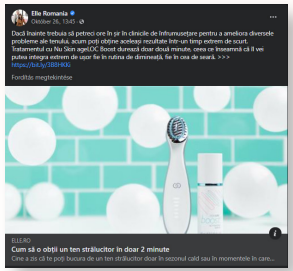 Elle Romania
Október 26., 13:45
Dacă înainte trebuia să petreci ore în șir în clinicile de înfrumusețare pentru a ameliora diversele
probleme ale tenului, acum poți obține aceleași rezultate într-un timp extrem de scurt.
Tratamentul cu Nu Skin ageLOC Boost durează doar două minute, ceea ce înseamnă că îl vei
putea integra extrem de ușor fie în rutina de dimineață, fie în cea de seară. >>>
Fordítás megtekintése
ELLE.RO
Cum să o obții un ten strălucitor în doar 2 minute
Cine a zis că te poți bucura de un ten strălucitor doar în sezonul cald sau în momentele în care...